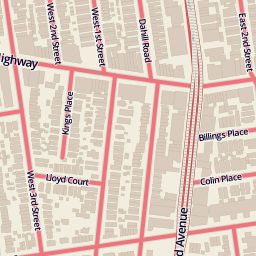 West 2nd Street
West 1st Street
Dahill Road
East 2nd Street
Highway
Kings Place
Billings Place
Lloyd Court
Colin Place
West 3rd Street
d Avenue